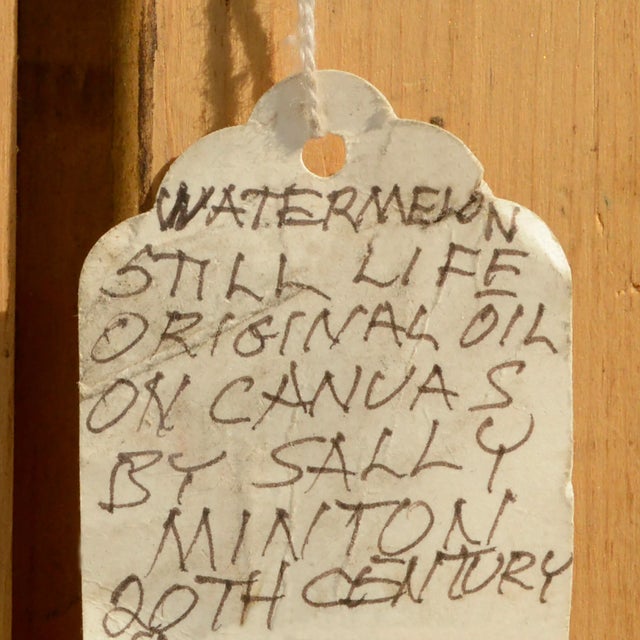 WATERMELON
STILL LIFE
ORIGINAL OIL
ON CANVAS
BY SALLY
MINTON
20TH CENTURY